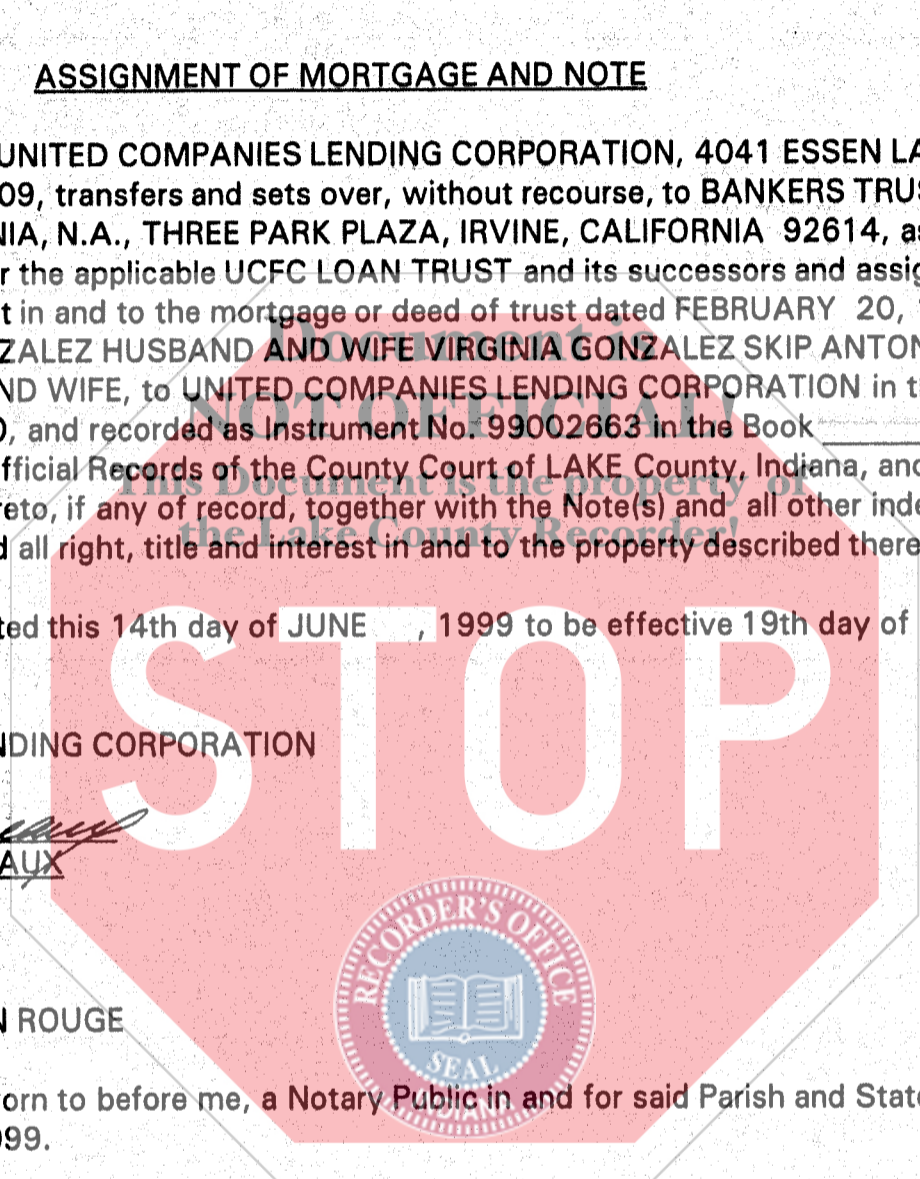 ASSIGNMENT OF MORTGAGE AND NOTE
UNITED COMPANIES LENDING CORPORATION, 4041 ESSEN LA
09, transfers and sets over, without recourse, to BANKERS TRUS
NIA, N.A., THREE PARK PLAZA, IRVINE, CALIFORNIA 92614, as
r the applicable UCFC LOAN TRUST and its successors and assig
t in and to the mortgage or deed of trust dated FEBRUARY 20,
Document is
ZALEZ HUSBAND AND WIFE VIRGINIA GONZALEZ SKIP ANTON
ND WIFE, to UNITED COMPANIES LENDING CORPORATION in t
NOT OFFICIAL!
, and recorded as Instrument No. 99002663 in the Book
fficial Records of the County Court of LAKE County, Indiana, and
This Document is the property of
eto, if any of record, together with the Note(s) and all other inde
the Lake County Recorder!
d all right, title and interest in and to the property described there
ted this 14th day of JUNE , 1999 to be effective 19th day of
STOP
NDING CORPORATION
AUX
RECORDER'S OFFICE
SEAL
N ROUGE
orn to before me, a Notary Public in and for said Parish and State
INDIANA
99.